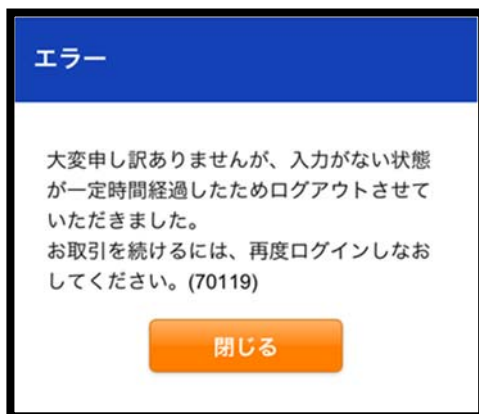 エラー
大変申し訳ありませんが、入力がない状態
が一定時間経過したためログアウトさせて
いただきました。
お取引を続けるには、再度ログインしなお
してください。(70119)
閉じる